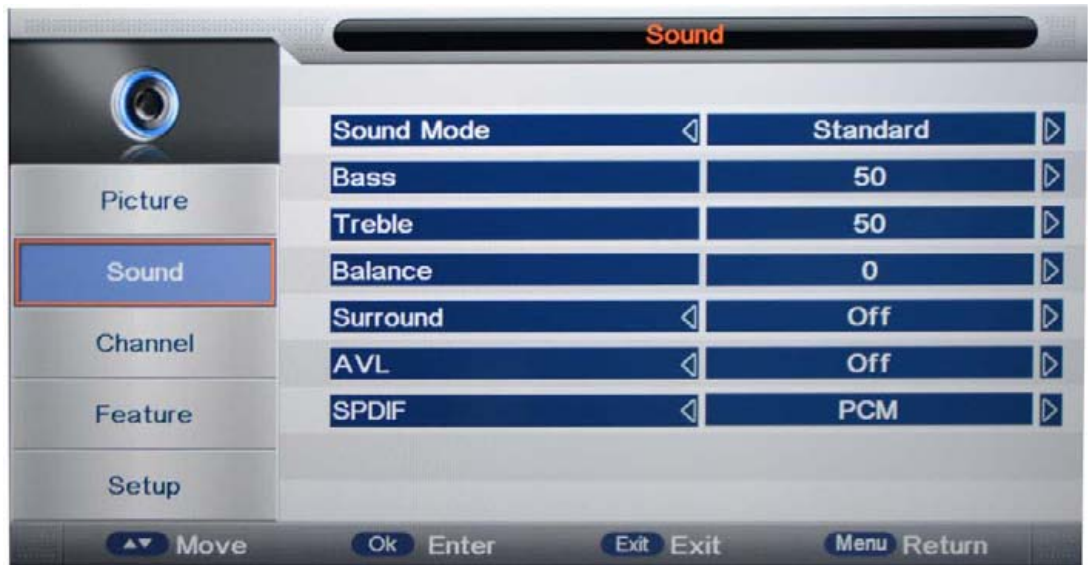 Sound
Sound Mode Standard
Bass 50
Treble 50
Balance 0
Surround Off
AVL Off
SPDIF PCM
Picture
Sound
Channel
Feature
Setup
Move Ok Enter Exit Exit Menu Return